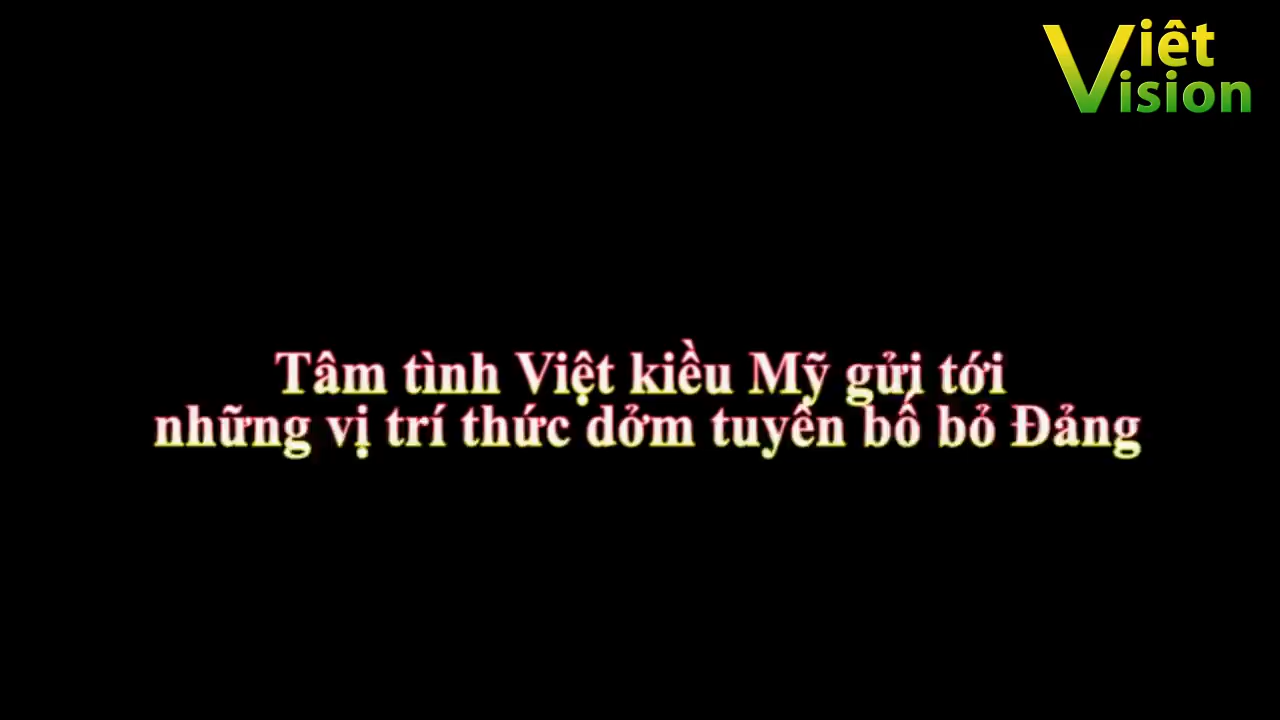 Việt
Vision
Tâm tình Việt kiều Mỹ gửi tới
những vị trí thức dởm tuyên bố bỏ Đảng